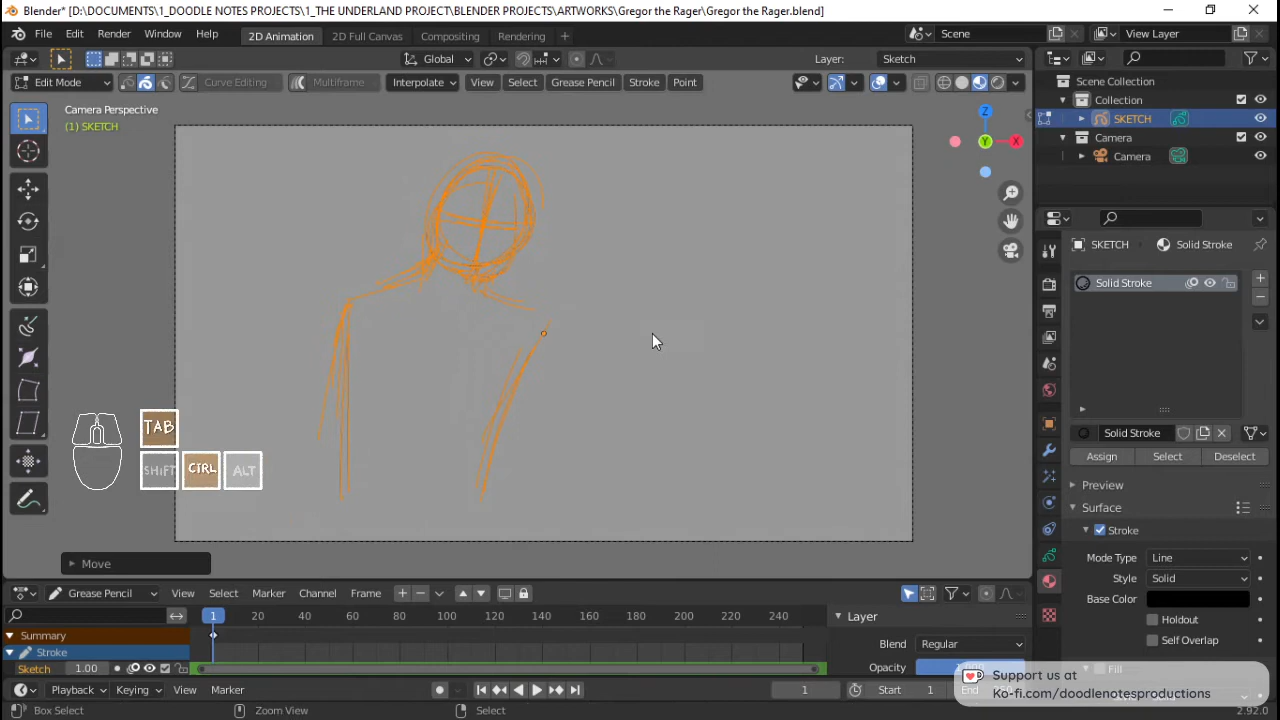 Blender* [D:\DOCUMENTS\1_DOODLE NOTES PROJECTS\1_THE UNDERLAND PROJECT\BLENDER PROJECTS\ARTWORKS\Gregor the Rager\Gregor the Rager.blend]
File Edit Render Window Help 2D Animation 2D Full Canvas Compositing Rendering Scene View Layer
Global Layer: Sketch
Edit Mode Curve Editing Multiframe Interpolate View Select Grease Pencil Stroke Point
Scene Collection
Collection
SKETCH
Camera
Camera
Camera Perspective
(1) SKETCH
Z
Y
X
SKETCH Solid Stroke
Solid Stroke
Solid Stroke
Assign Select Deselect
Preview
Surface
Stroke
Mode Type Line
Style Solid
Base Color
Holdout
Self Overlap
Fill
TAB
SHIFT CTRL ALT
Move
Grease Pencil View Select Marker Channel Frame
1 20 40 60 80 100 120 140 160 180 200 220 240
Summary
Stroke
Sketch 1.00
Layer
Blend Regular
Opacity
Playback Keying View Marker 1 Start 1 End
Support us at
Ko-fi.com/doodlenotesproductions
Box Select Zoom View Select 2.92.0